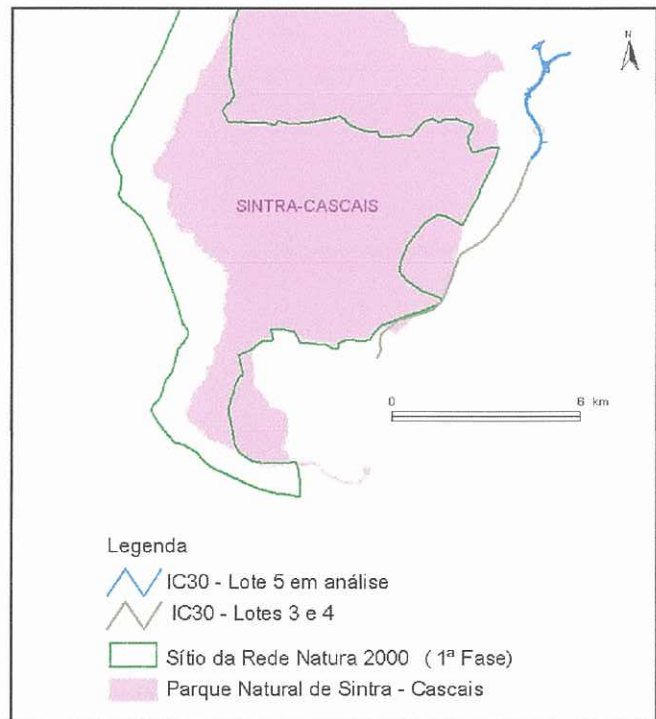 N
SINTRA-CASCAIS
0 6 km
Legenda
IC30 - Lote 5 em análise
IC30 - Lotes 3 e 4
Sítio da Rede Natura 2000 ( 1ª Fase)
Parque Natural de Sintra - Cascais